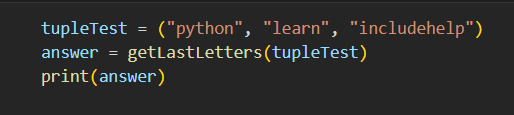 tupleTest = ("python", "learn", "includehelp")
answer = getLastLetters(tupleTest)
print(answer)